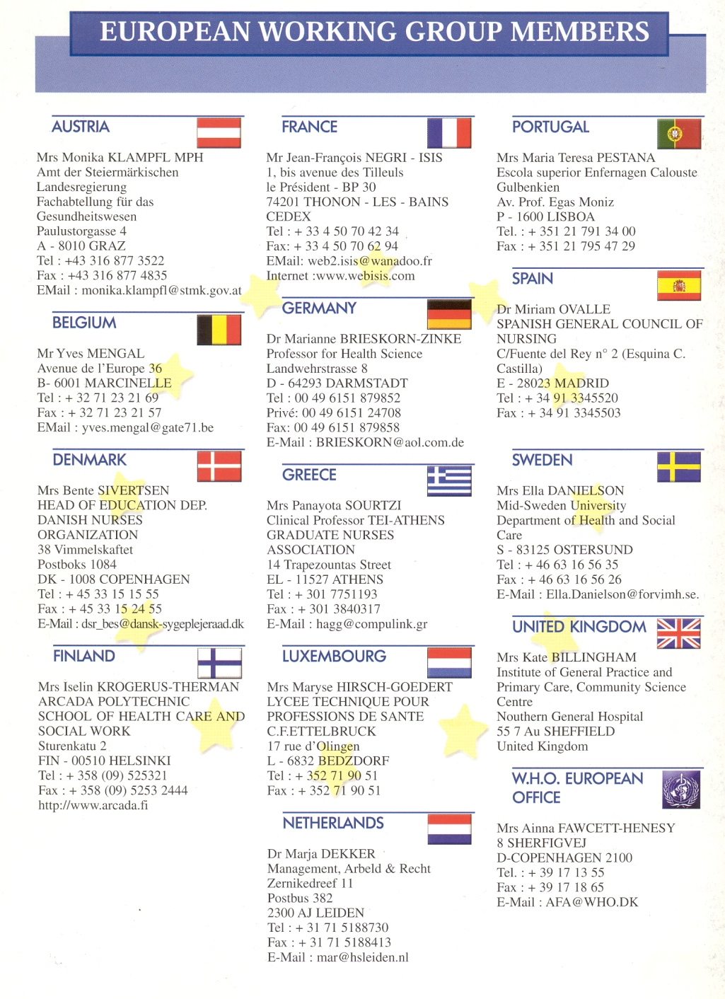 EUROPEAN WORKING GROUP MEMBERS
AUSTRIA
Mrs Monika KLAMPFL MPH
Amt der Steiermärkischen
Landesregierung
Fachabtellung für das
Gesundheitswesen
Paulustorgasse 4
A - 8010 GRAZ
Tel : +43 316 877 3522
Fax : +43 316 877 4835
EMail : monika.klampfl@stmk.gov.at
BELGIUM
Mr Yves MENGAL
Avenue de l'Europe 36
B- 6001 MARCINELLE
Tel : + 32 71 23 21 69
Fax : + 32 71 23 21 57
EMail : yves.mengal@gate71.be
DENMARK
Mrs Bente SIVERTSEN
HEAD OF EDUCATION DEP.
DANISH NURSES
ORGANIZATION
38 Vimmelskaftet
Postboks 1084
DK - 1008 COPENHAGEN
Tel : + 45 33 15 15 55
Fax : + 45 33 15 24 55
E-Mail : dsr_bes@dansk-sygeplejeraad.dk
FINLAND
Mrs Iselin KROGERUS-THERMAN
ARCADA POLYTECHNIC
SCHOOL OF HEALTH CARE AND
SOCIAL WORK
Sturenkatu 2
FIN - 00510 HELSINKI
Tel : + 358 (09) 525321
Fax : + 358 (09) 5253 2444
http://www.arcada.fi
FRANCE
Mr Jean-François NEGRI - ISIS
1, bis avenue des Tilleuls
le Président - BP 30
74201 THONON - LES - BAINS
CEDEX
Tel : + 33 4 50 70 42 34
Fax: + 33 4 50 70 62 94
EMail: web2.isis@wanadoo.fr
Internet :www.webisis.com
GERMANY
Dr Marianne BRIESKORN-ZINKE
Professor for Health Science
Landwehrstrasse 8
D - 64293 DARMSTADT
Tel : 00 49 6151 879852
Privé: 00 49 6151 24708
Fax: 00 49 6151 879858
E-Mail : BRIESKORN@aol.com.de
GREECE
Mrs Panayota SOURTZI
Clinical Professor TEI-ATHENS
GRADUATE NURSES
ASSOCIATION
14 Trapezountas Street
EL - 11527 ATHENS
Tel : + 301 7751193
Fax : + 301 3840317
E-Mail : hagg@compulink.gr
LUXEMBOURG
Mrs Maryse HIRSCH-GOEDERT
LYCEE TECHNIQUE POUR
PROFESSIONS DE SANTE
C.F.ETTELBRUCK
17 rue d'Olingen
L - 6832 BEDZDORF
Tel : + 352 71 90 51
Fax : + 352 71 90 51
NETHERLANDS
Dr Marja DEKKER
Management, Arbeld & Recht
Zernikedreef 11
Postbus 382
2300 AJ LEIDEN
Tel : + 31 71 5188730
Fax : + 31 71 5188413
E-Mail : mar@hsleiden.nl
PORTUGAL
Mrs Maria Teresa PESTANA
Escola superior Enfernagen Calouste
Gulbenkien
Av. Prof. Egas Moniz
P - 1600 LISBOA
Tel. : + 351 21 791 34 00
Fax : + 351 21 795 47 29
SPAIN
Dr Miriam OVALLE
SPANISH GENERAL COUNCIL OF
NURSING
C/Fuente del Rey n° 2 (Esquina C.
Castilla)
E - 28023 MADRID
Tel : + 34 91 3345520
Fax : + 34 91 3345503
SWEDEN
Mrs Ella DANIELSON
Mid-Sweden University
Department of Health and Social
Care
S - 83125 OSTERSUND
Tel : + 46 63 16 56 35
Fax : + 46 63 16 56 26
E-Mail : Ella.Danielson@forvimh.se.
UNITED KINGDOM
Mrs Kate BILLINGHAM
Institute of General Practice and
Primary Care, Community Science
Centre
Nouthern General Hospital
55 7 Au SHEFFIELD
United Kingdom
W.H.O. EUROPEAN
OFFICE
Mrs Ainna FAWCETT-HENESY
8 SHERFIGVEJ
D-COPENHAGEN 2100
Tel. : + 39 17 13 55
Fax : + 39 17 18 65
E-Mail : AFA@WHO.DK